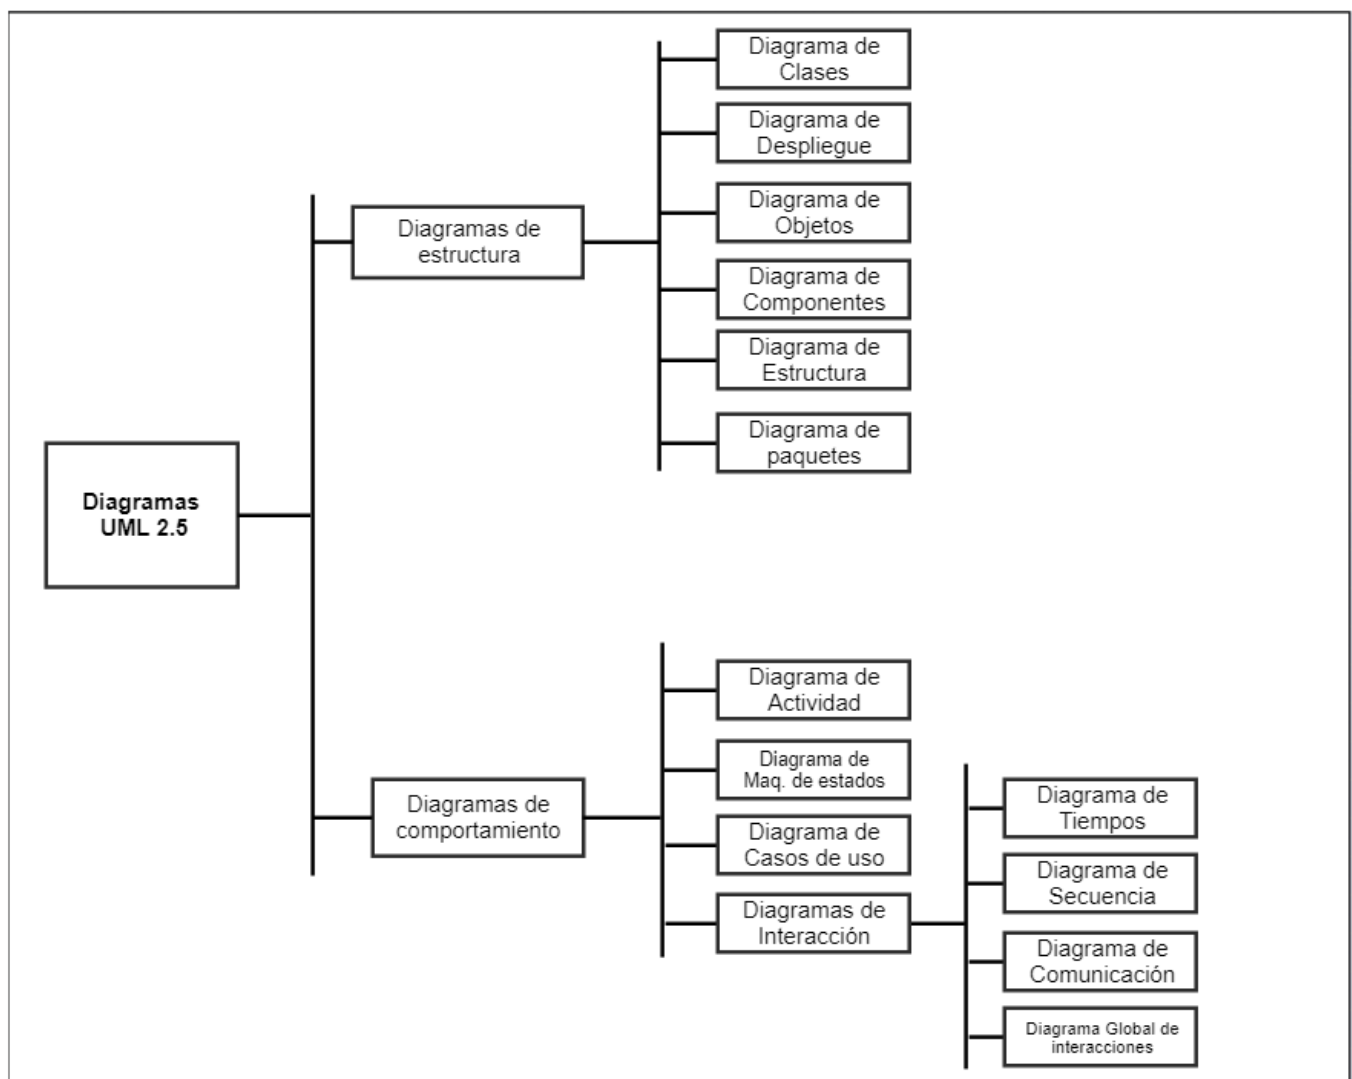 Diagramas
UML 2.5
Diagramas de
estructura
Diagrama de
Clases
Diagrama de
Despliegue
Diagrama de
Objetos
Diagrama de
Componentes
Diagrama de
Estructura
Diagrama de
paquetes
Diagramas de
comportamiento
Diagrama de
Actividad
Diagrama de
Maq. de estados
Diagrama de
Casos de uso
Diagramas de
Interacción
Diagrama de
Tiempos
Diagrama de
Secuencia
Diagrama de
Comunicación
Diagrama Global de
interacciones